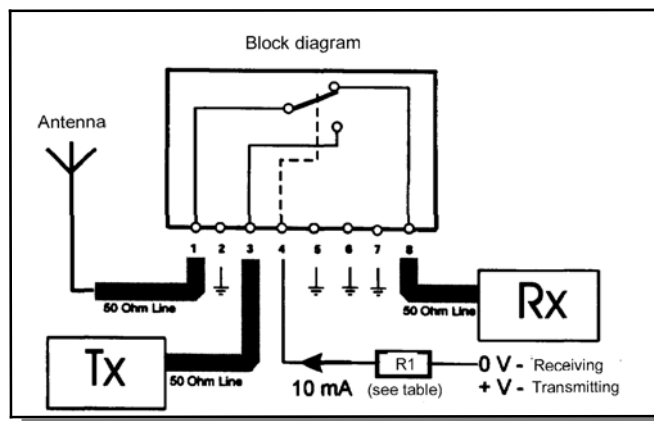 Block diagram
Antenna
1 2 3 4 5 6 7 8
50 Ohm Line
50 Ohm Line
Rx
Tx
50 Ohm Line
10 mA
R1
(see table)
0 V - Receiving
+ V - Transmitting